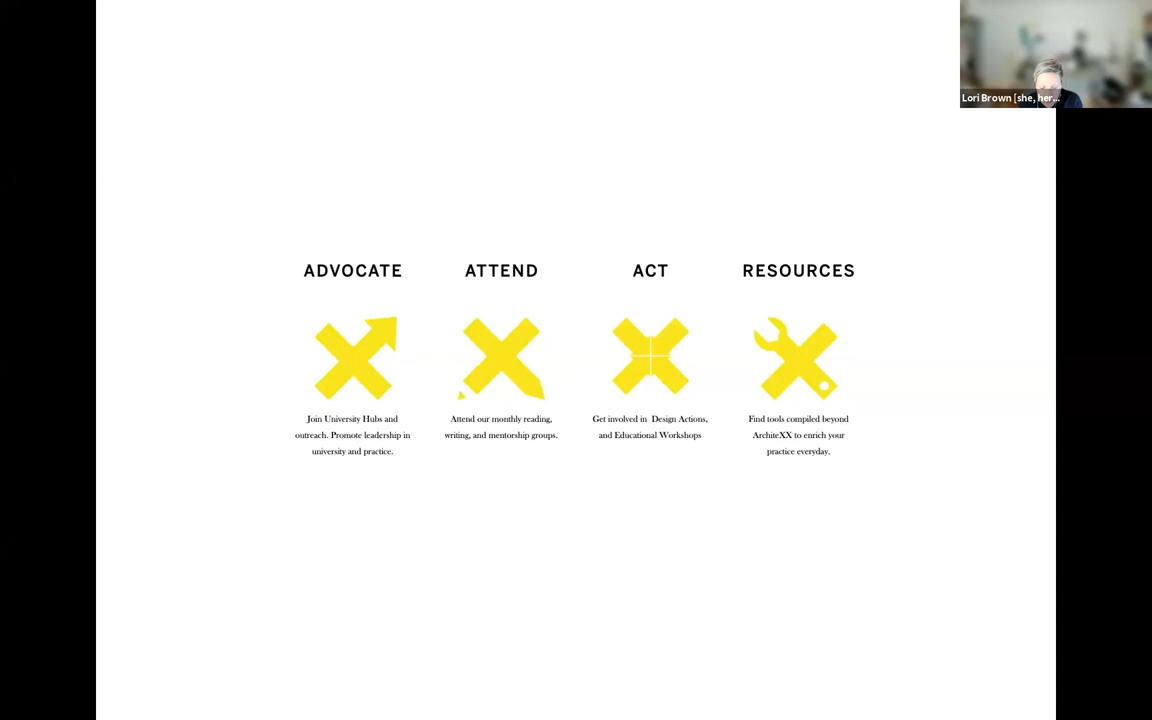 Lori Brown [she, her...
ADVOCATE
ATTEND
ACT
RESOURCES
Join University Hubs and
outreach. Promote leadership in
university and practice.
Attend our monthly reading,
writing, and mentorship groups.
Get involved in Design Actions,
and Educational Workshops
Find tools compiled beyond
ArchiteXX to enrich your
practice everyday.